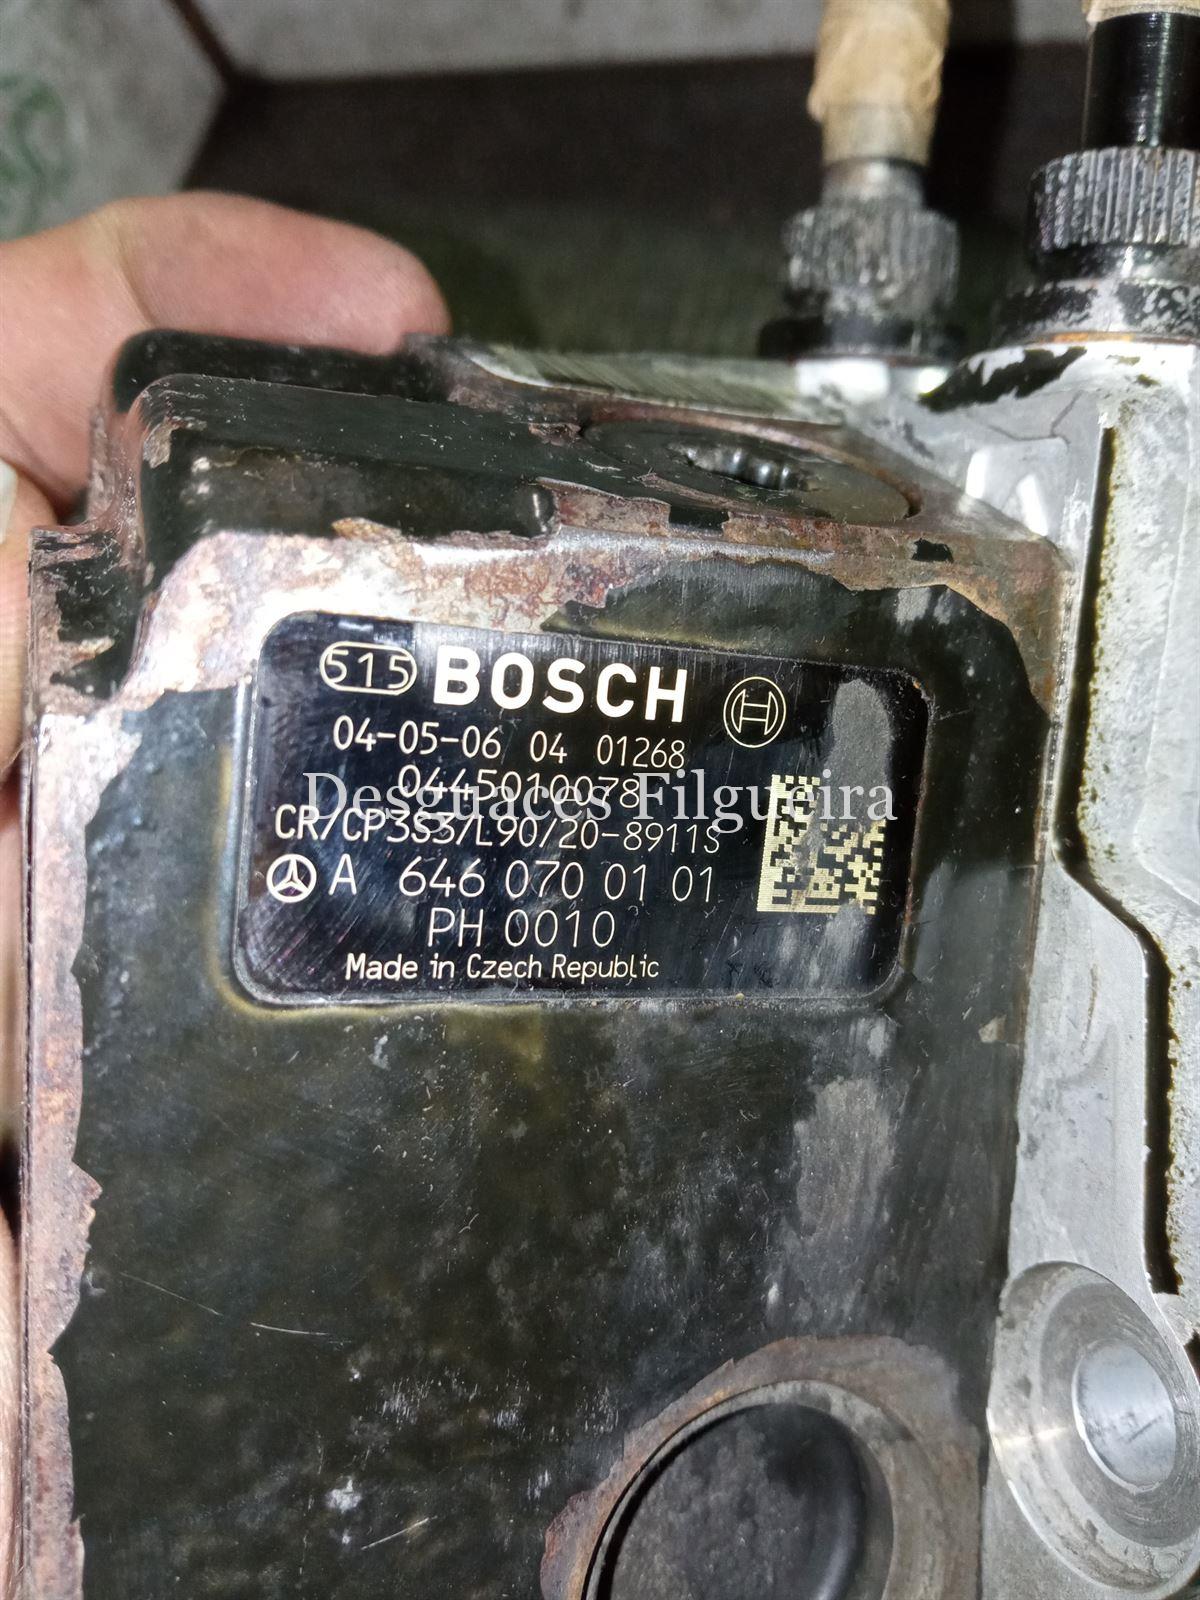 515 BOSCH
04-05-06 04 01268
0445010078
Desguaces Filgueira
CR/CP3S3/L90/20-8911S
A 646 070 01 01
PH 0010
Made in Czech Republic